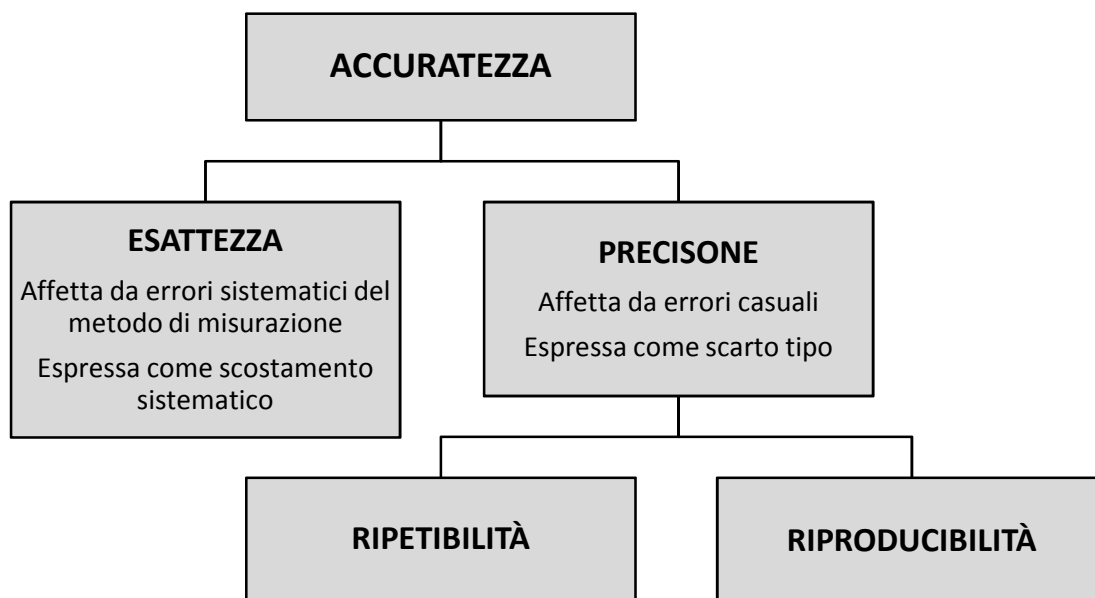 ACCURATEZZA
ESATTEZZA
Affetta da errori sistematici del
metodo di misurazione
Espressa come scostamento
sistematico
PRECISONE
Affetta da errori casuali
Espressa come scarto tipo
RIPETIBILITÀ
RIPRODUCIBILITÀ